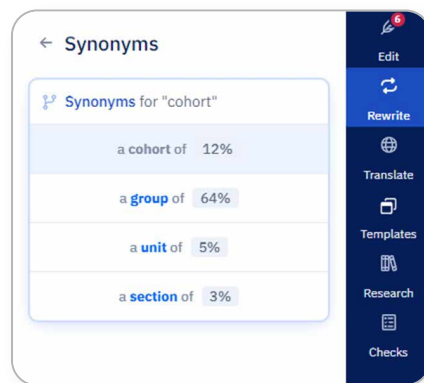 ← Synonyms
Synonyms for "cohort"
a cohort of 12%
a group of 64%
a unit of 5%
a section of 3%
6
Edit
Rewrite
Translate
Templates
Research
Checks